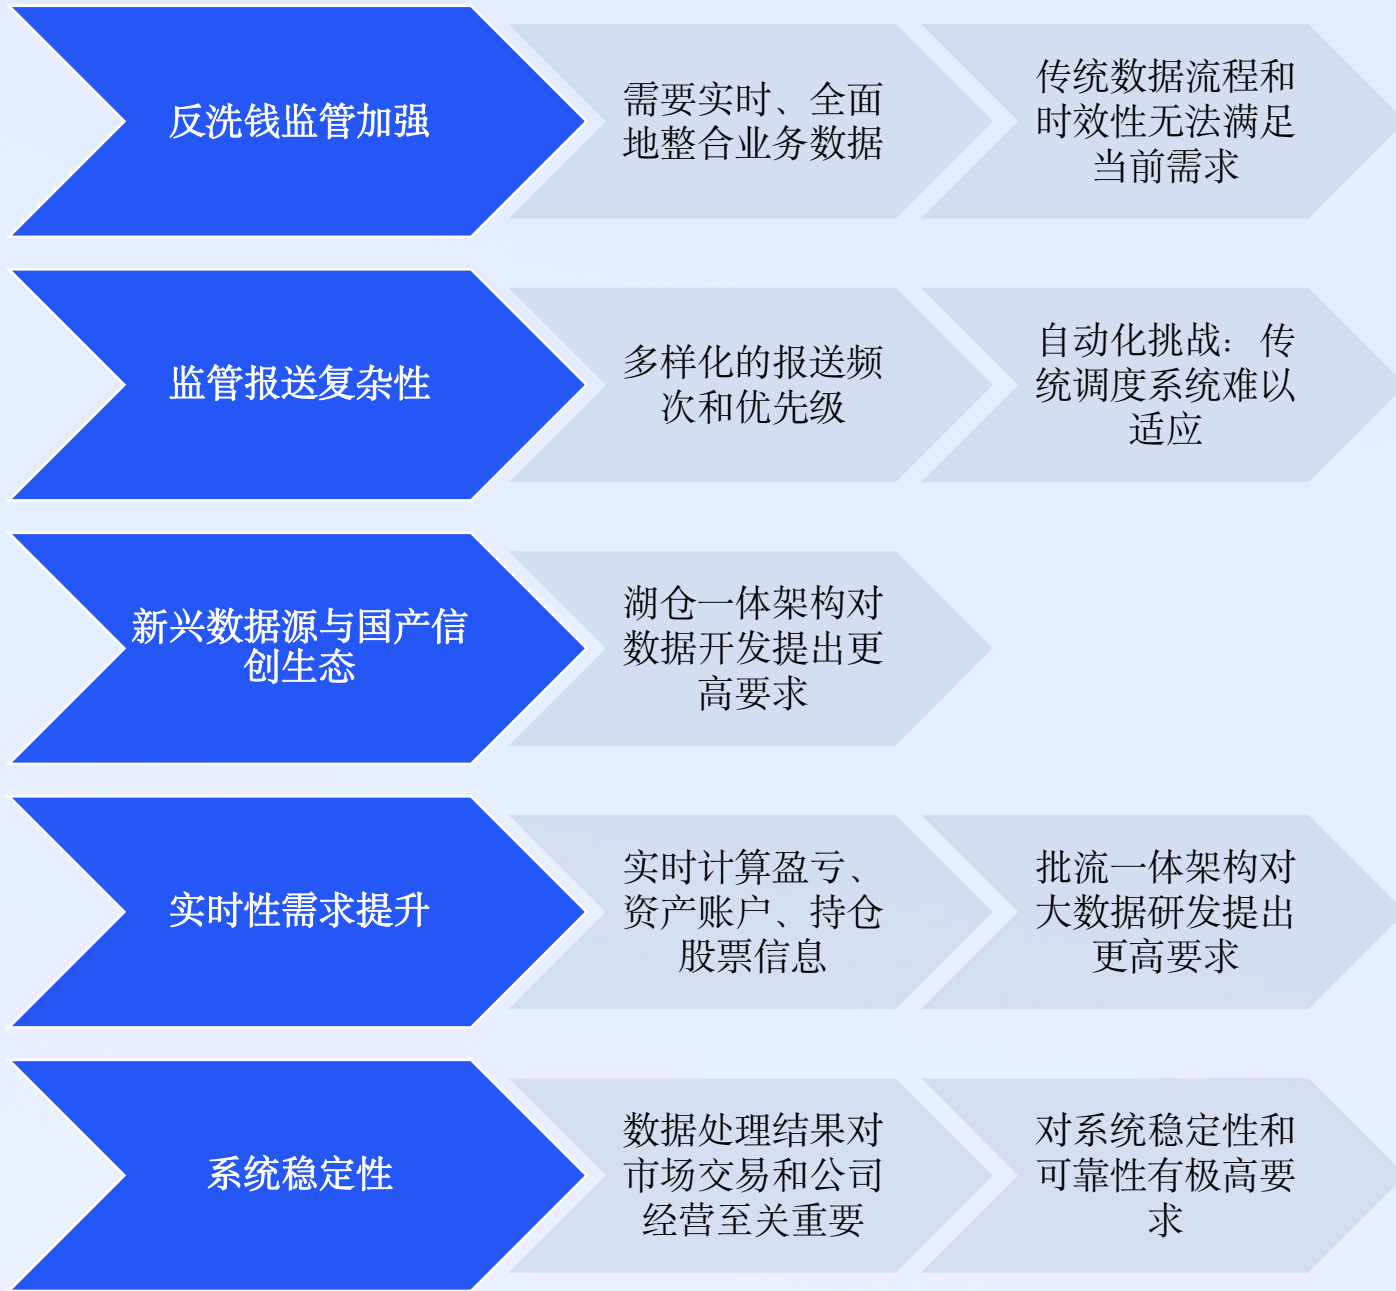 反洗钱监管加强
需要实时、全面
地整合业务数据
传统数据流程和
时效性无法满足
当前需求
监管报送复杂性
多样化的报送频
次和优先级
自动化挑战：传
统调度系统难以
适应
新兴数据源与国产信
创生态
湖仓一体架构对
数据开发提出更
高要求
实时性需求提升
实时计算盈亏、
资产账户、持仓
股票信息
批流一体架构对
大数据研发提出
更高要求
系统稳定性
数据处理结果对
市场交易和公司
经营至关重要
对系统稳定性和
可靠性有极高要
求